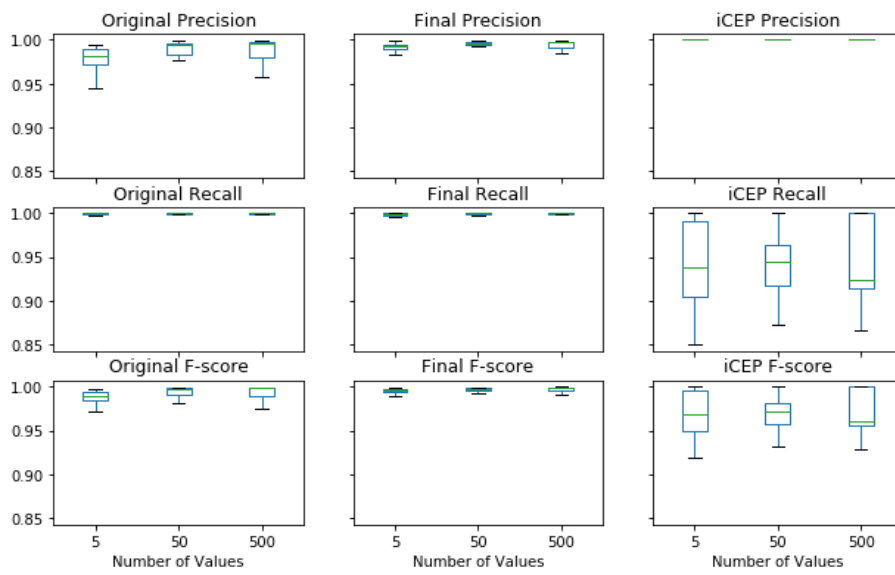 Original Precision
Final Precision
iCEP Precision
1.00
0.95
0.90
0.85
Original Recall
Final Recall
iCEP Recall
1.00
0.95
0.90
0.85
Original F-score
Final F-score
iCEP F-score
1.00
0.95
0.90
0.85
5 50 500
5 50 500
5 50 500
Number of Values
Number of Values
Number of Values